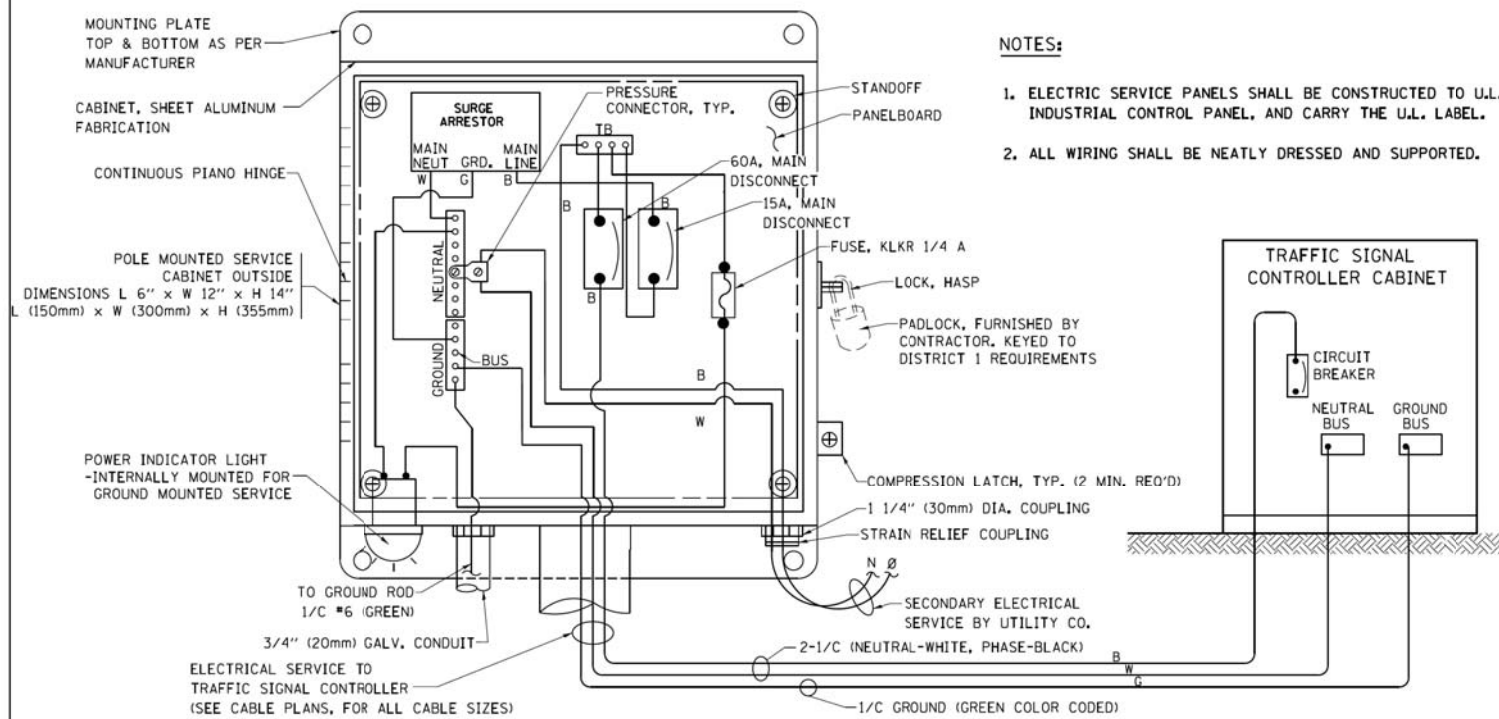 MOUNTING PLATE
TOP & BOTTOM AS PER
MANUFACTURER
CABINET, SHEET ALUMINUM
FABRICATION
CONTINUOUS PIANO HINGE
POLE MOUNTED SERVICE
CABINET OUTSIDE
DIMENSIONS L 6" x W 12" x H 14"
L (150mm) x W (300mm) x H (355mm)
POWER INDICATOR LIGHT
-INTERNALLY MOUNTED FOR
GROUND MOUNTED SERVICE
SURGE
ARRESTOR
MAIN
NEUT
GRD.
MAIN
LINE
W
G
B
PRESSURE
CONNECTOR, TYP.
TB
60A, MAIN
DISCONNECT
15A, MAIN
DISCONNECT
B
B
B
NEUTRAL
GROUND
BUS
B
W
STANDOFF
PANELBOARD
FUSE, KLKR 1/4 A
LOCK, HASP
PADLOCK, FURNISHED BY
CONTRACTOR. KEYED TO
DISTRICT 1 REQUIREMENTS
COMPRESSION LATCH, TYP. (2 MIN. REQ'D)
1 1/4" (30mm) DIA. COUPLING
STRAIN RELIEF COUPLING
N Ø
SECONDARY ELECTRICAL
SERVICE BY UTILITY CO.
TO GROUND ROD
1/C #6 (GREEN)
3/4" (20mm) GALV. CONDUIT
ELECTRICAL SERVICE TO
TRAFFIC SIGNAL CONTROLLER
(SEE CABLE PLANS, FOR ALL CABLE SIZES)
2-1/C (NEUTRAL-WHITE, PHASE-BLACK)
B
W
G
1/C GROUND (GREEN COLOR CODED)
NOTES:
1. ELECTRIC SERVICE PANELS SHALL BE CONSTRUCTED TO U.L.
INDUSTRIAL CONTROL PANEL, AND CARRY THE U.L. LABEL.
2. ALL WIRING SHALL BE NEATLY DRESSED AND SUPPORTED.
TRAFFIC SIGNAL
CONTROLLER CABINET
CIRCUIT
BREAKER
NEUTRAL
BUS
GROUND
BUS